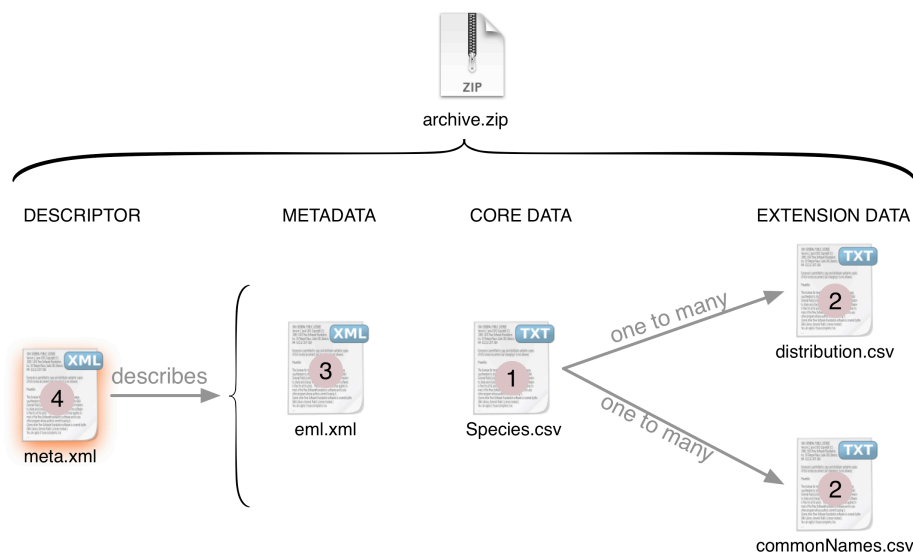 ZIP
archive.zip
DESCRIPTOR
METADATA
CORE DATA
EXTENSION DATA
TXT
2
distribution.csv
one to many
XML
4
meta.xml
describes
XML
3
eml.xml
TXT
1
Species.csv
one to many
TXT
2
commonNames.csv